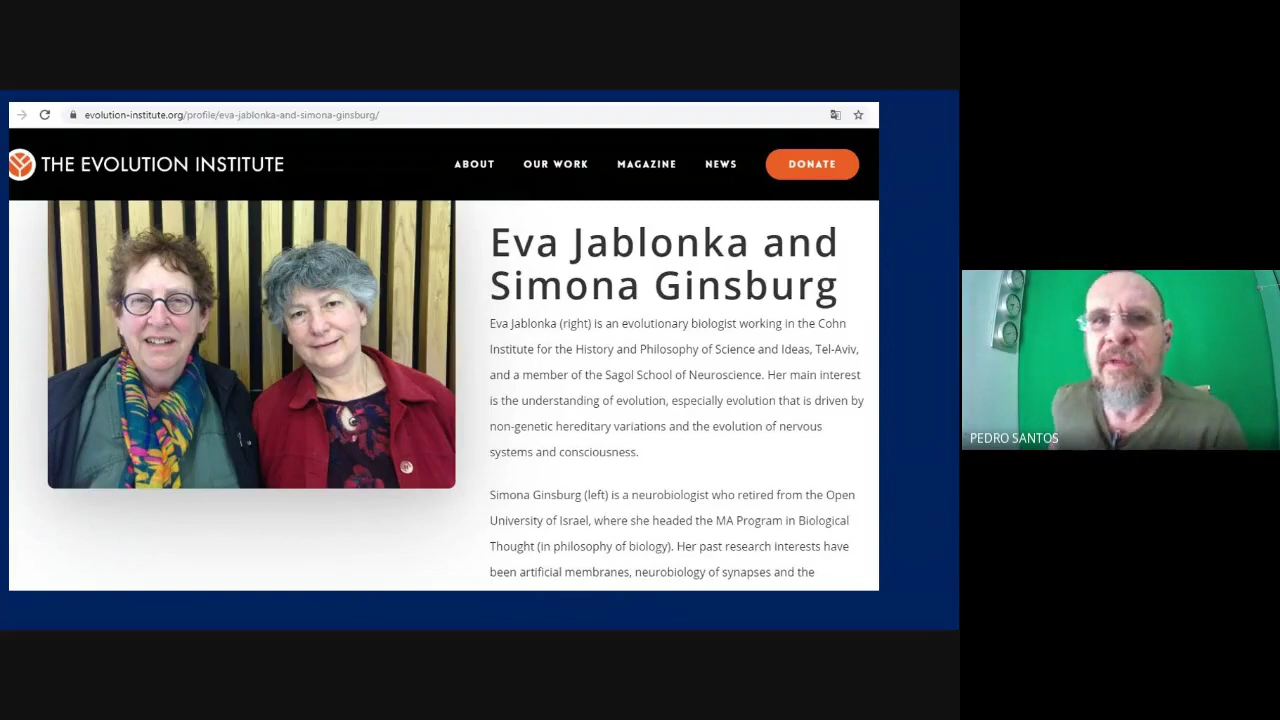 evolution-institute.org/profile/eva-jablonka-and-simona-ginsburg/
THE EVOLUTION INSTITUTE
ABOUT
OUR WORK
MAGAZINE
NEWS
DONATE
Eva Jablonka and
Simona Ginsburg
Eva Jablonka (right) is an evolutionary biologist working in the Cohn
Institute for the History and Philosophy of Science and Ideas, Tel-Aviv,
and a member of the Sagol School of Neuroscience. Her main interest
is the understanding of evolution, especially evolution that is driven by
non-genetic hereditary variations and the evolution of nervous
systems and consciousness.
Simona Ginsburg (left) is a neurobiologist who retired from the Open
University of Israel, where she headed the MA Program in Biological
Thought (in philosophy of biology). Her past research interests have
been artificial membranes, neurobiology of synapses and the
PEDRO SANTOS